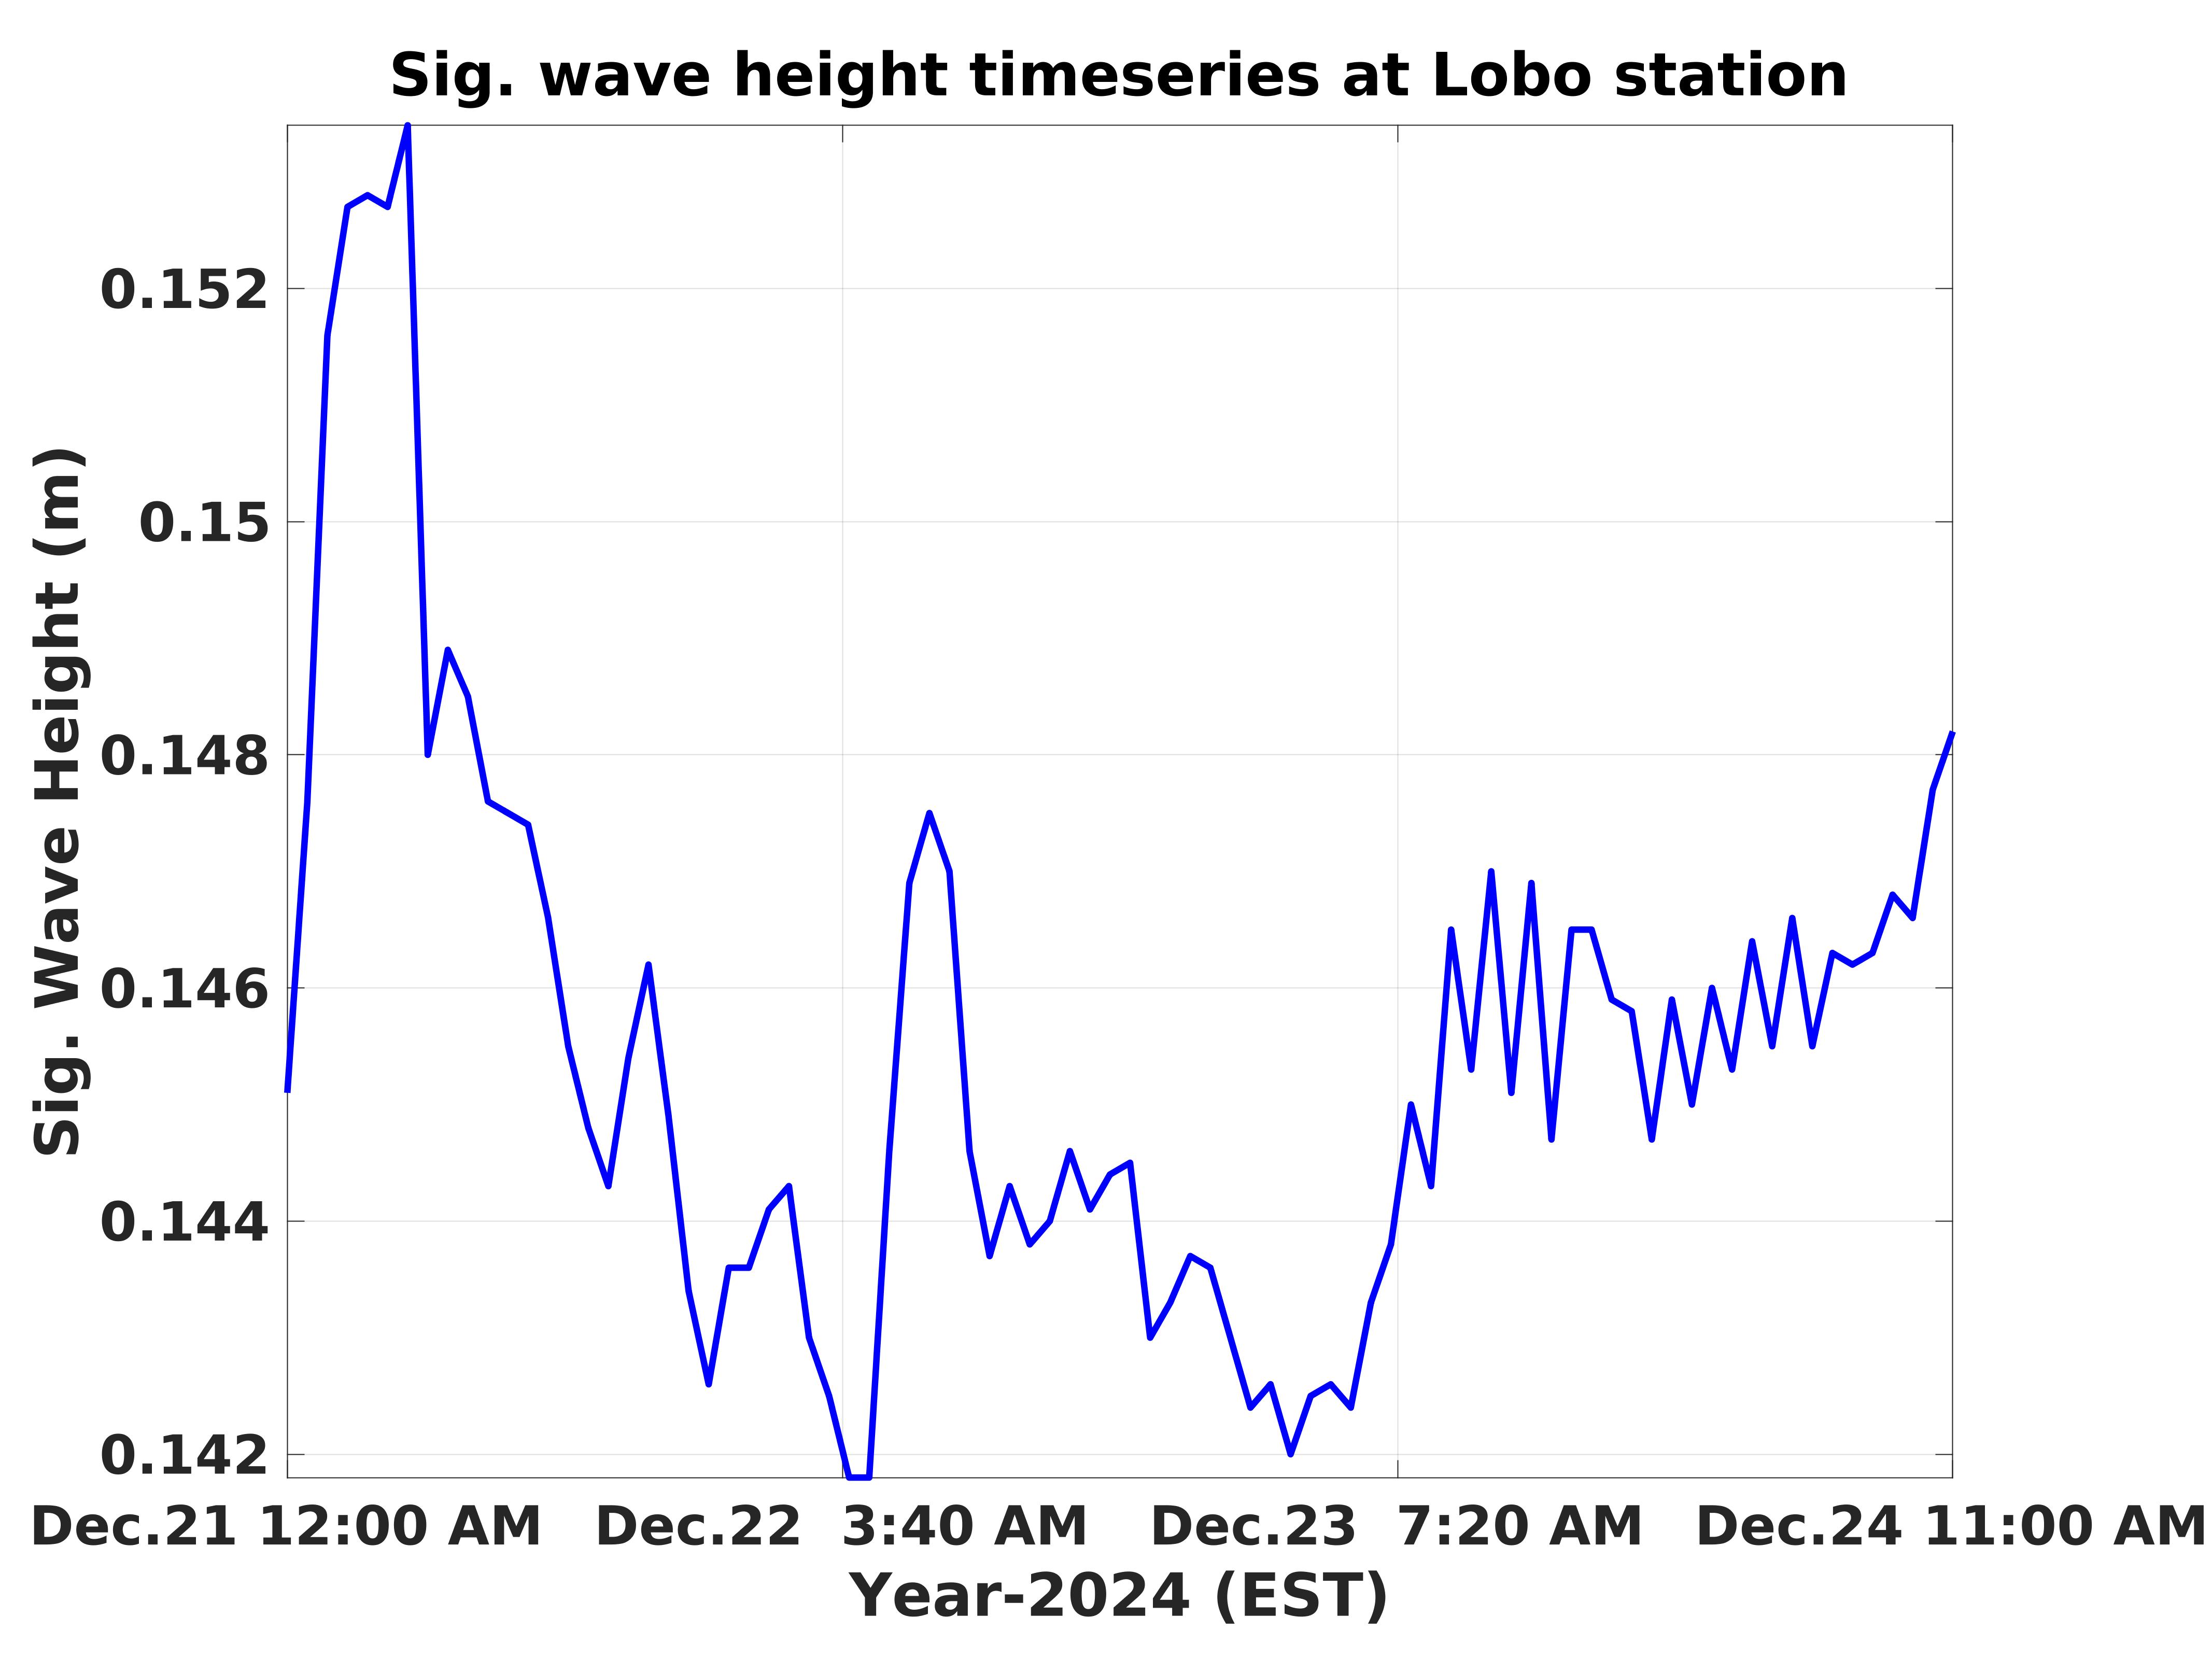 Sig. wave height timeseries at Lobo station
0.152
0.15
0.148
0.146
0.144
0.142
Sig. Wave Height (m)
Dec.21 12:00 AM Dec.22 3:40 AM Dec.23 7:20 AM Dec.24 11:00 AM
Year-2024 (EST)